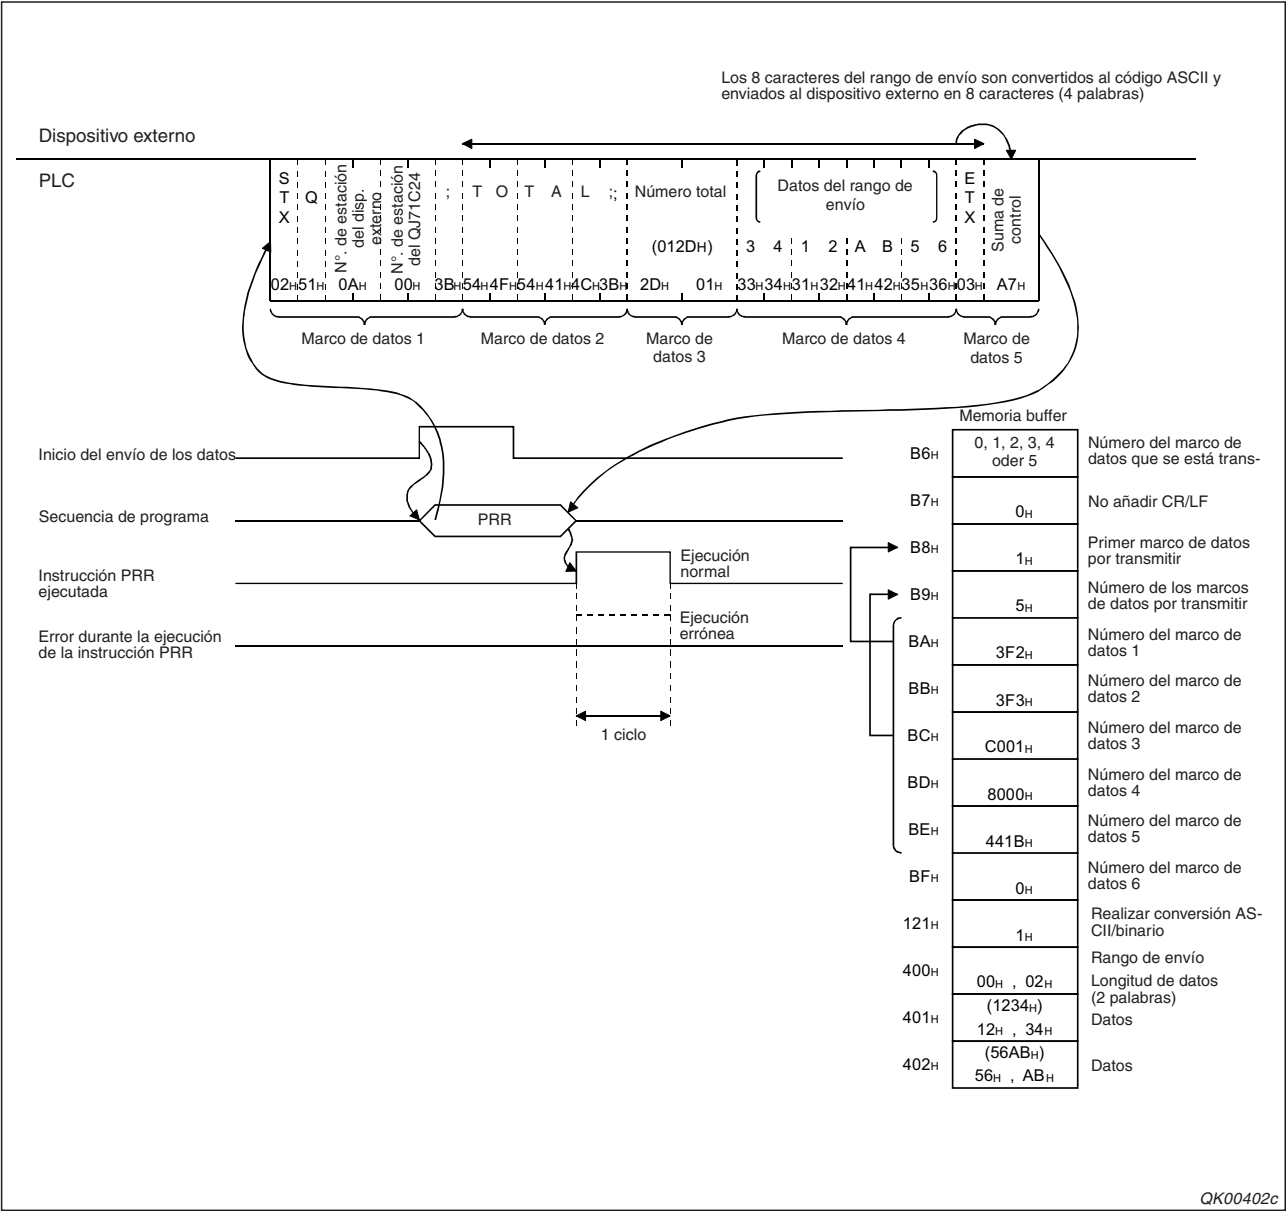 Los 8 caracteres del rango de envío son convertidos al código ASCII y
enviados al dispositivo externo en 8 caracteres (4 palabras)
Dispositivo externo
PLC
STX
Q
N°. de estación
del disp.
externo
N°. de estación
del QJ71C24
;
T O T A L ;;
Número total
(012DH)
Datos del rango de
envío
3 4 1 2 A B 5 6
ETX
Suma de
control
02H 51H 0AH 00H 3BH 54H 4FH 54H 41H 4CH 3BH 2DH 01H 33H 34H 31H 32H 41H 42H 35H 36H 03H A7H
Marco de datos 1
Marco de datos 2
Marco de
datos 3
Marco de datos 4
Marco de
datos 5
Inicio del envío de los datos
Secuencia de programa
PRR
Instrucción PRR
ejecutada
Ejecución
normal
Error durante la ejecución
de la instrucción PRR
Ejecución
errónea
1 ciclo
Memoria buffer
B6H
0, 1, 2, 3, 4
oder 5
Número del marco de
datos que se está trans-
B7H
0H
No añadir CR/LF
B8H
1H
Primer marco de datos
por transmitir
B9H
5H
Número de los marcos
de datos por transmitir
BAH
3F2H
Número del marco de
datos 1
BBH
3F3H
Número del marco de
datos 2
BCH
C001H
Número del marco de
datos 3
BDH
8000H
Número del marco de
datos 4
BEH
441BH
Número del marco de
datos 5
BFH
0H
Número del marco de
datos 6
121H
1H
Realizar conversión AS-
CII/binario
400H
00H , 02H
Rango de envío
Longitud de datos
(2 palabras)
401H
(1234H)
12H , 34H
Datos
402H
(56ABH)
56H , ABH
Datos
QK00402c